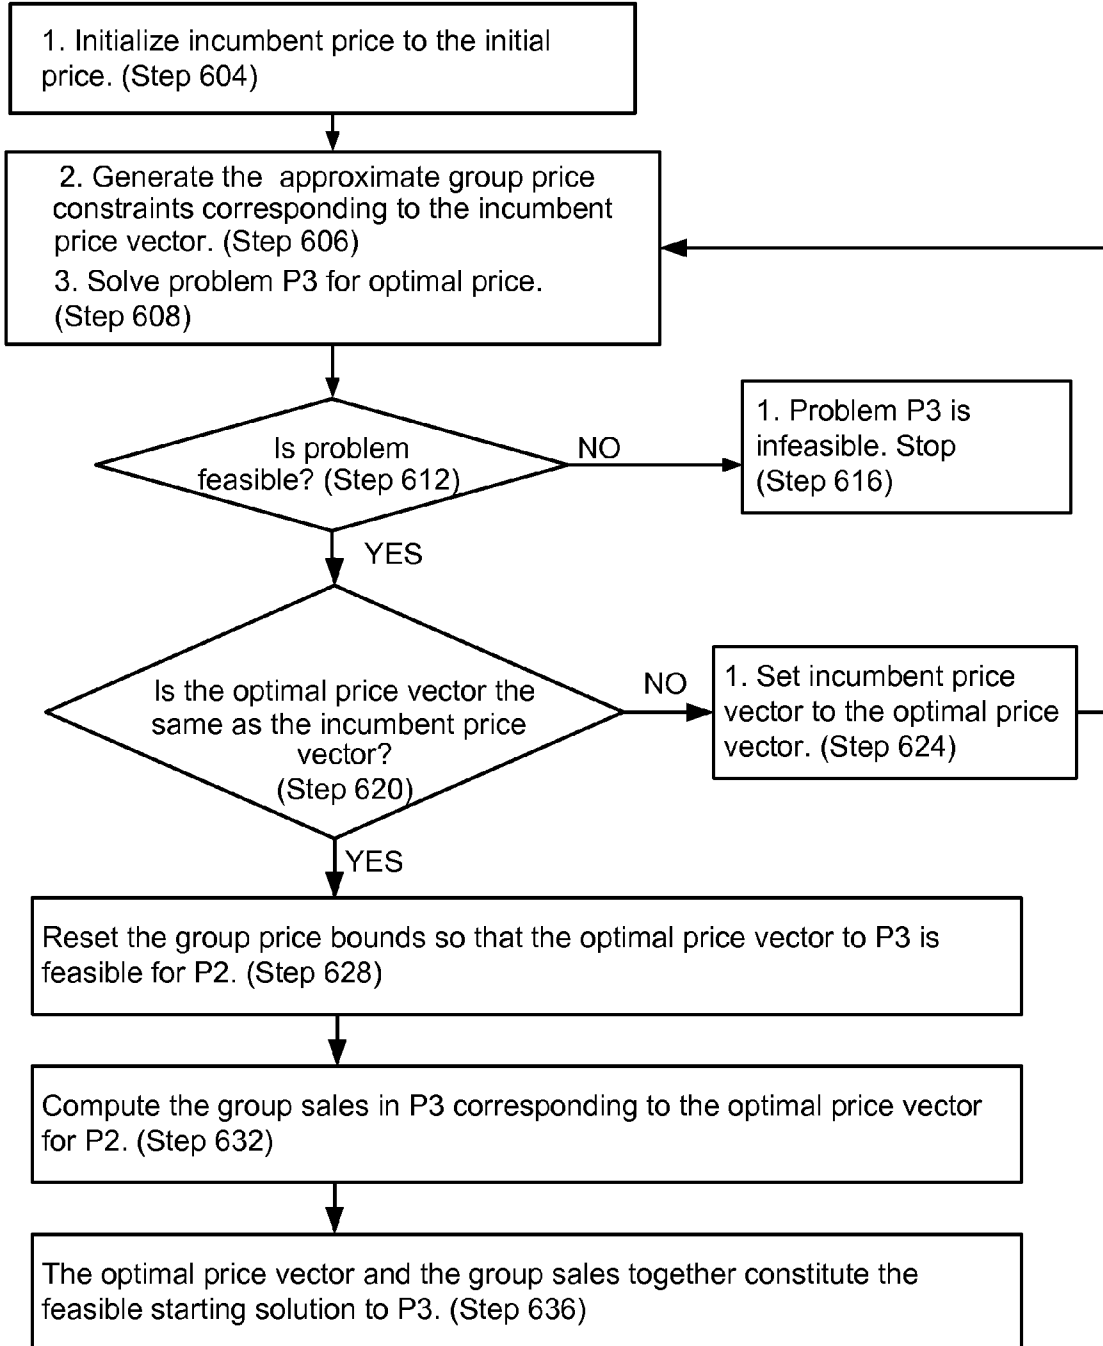 1. Initialize incumbent price to the initial
price. (Step 604)
2. Generate the approximate group price
constraints corresponding to the incumbent
price vector. (Step 606)
3. Solve problem P3 for optimal price.
(Step 608)
Is problem
feasible? (Step 612)
NO
1. Problem P3 is
infeasible. Stop
(Step 616)
YES
Is the optimal price vector the
same as the incumbent price
vector?
(Step 620)
NO
1. Set incumbent price
vector to the optimal price
vector. (Step 624)
YES
Reset the group price bounds so that the optimal price vector to P3 is
feasible for P2. (Step 628)
Compute the group sales in P3 corresponding to the optimal price vector
for P2. (Step 632)
The optimal price vector and the group sales together constitute the
feasible starting solution to P3. (Step 636)